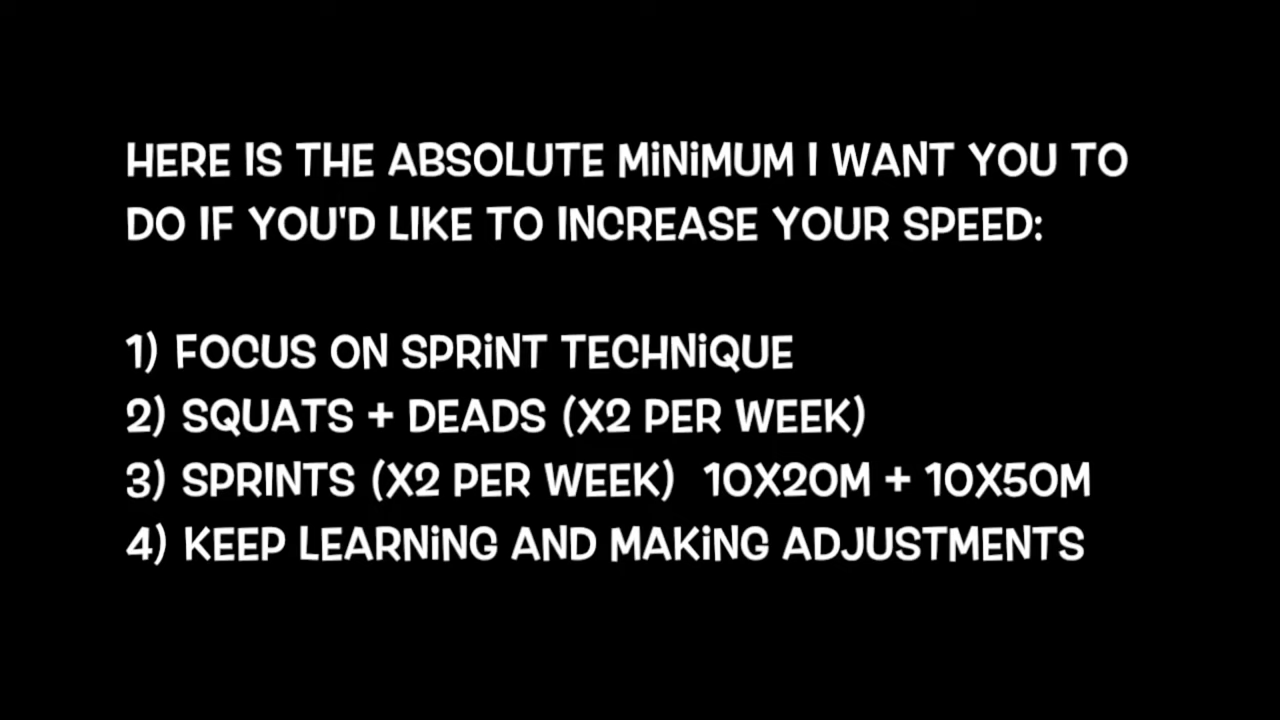 HERE IS THE ABSOLUTE MiNiMUM I WANT YOU TO
DO IF YOU'D LIKE TO INCREASE YOUR SPEED:
1) FOCUS ON SPRiNT TECHNiQUE
2) SQUATS + DEADS (X2 PER WEEK)
3) SPRINTS (X2 PER WEEK) 10X20M + 10X50M
4) KEEP LEARNiNG AND MAKiNG ADJUSTMENTS